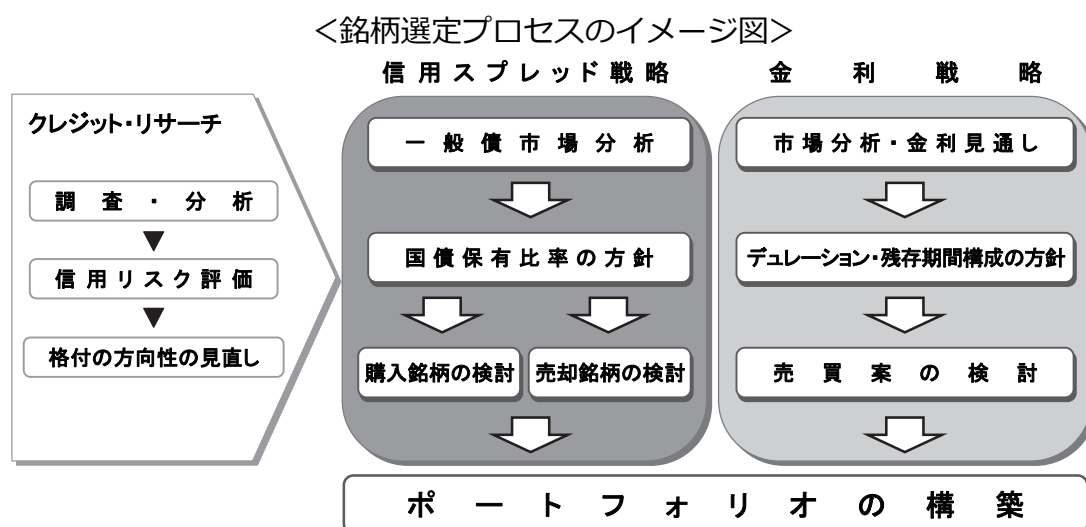 ＜銘柄選定プロセスのイメージ図＞
クレジット・リサーチ
調査・分析
信用リスク評価
格付の方向性の見直し
信用スプレッド戦略
一般債市場分析
国債保有比率の方針
購入銘柄の検討
売却銘柄の検討
金利戦略
市場分析・金利見通し
デュレーション・残存期間構成の方針
売買案の検討
ポートフォリオの構築